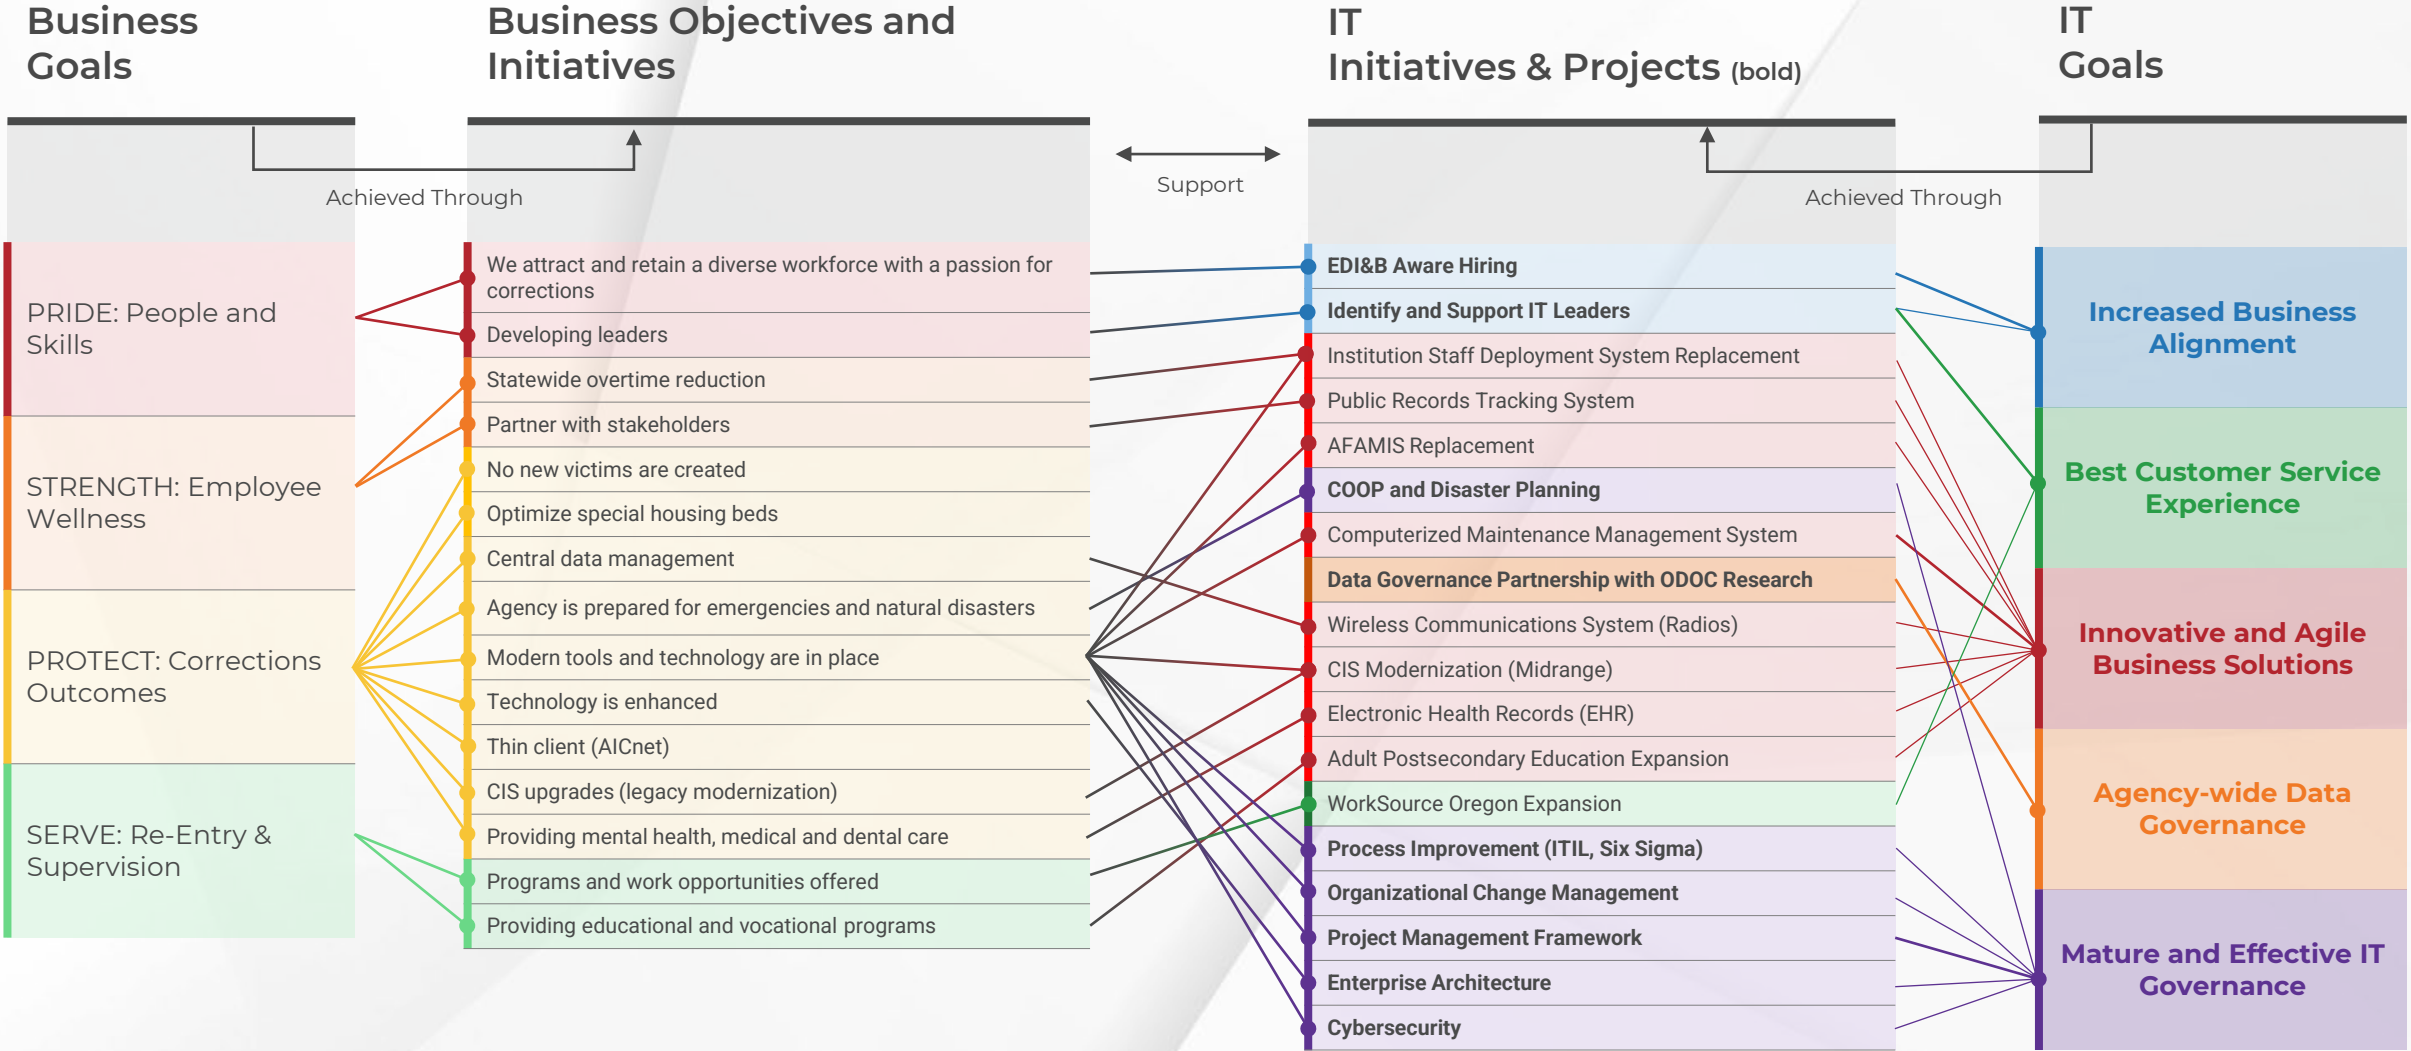 Business
Goals
Business Objectives and
Initiatives
IT
Initiatives & Projects (bold)
IT
Goals
Achieved Through
Support
Achieved Through
PRIDE: People and
Skills
STRENGTH: Employee
Wellness
PROTECT: Corrections
Outcomes
SERVE: Re-Entry &
Supervision
We attract and retain a diverse workforce with a passion for
corrections
Developing leaders
Statewide overtime reduction
Partner with stakeholders
No new victims are created
Optimize special housing beds
Central data management
Agency is prepared for emergencies and natural disasters
Modern tools and technology are in place
Technology is enhanced
Thin client (AICnet)
CIS upgrades (legacy modernization)
Providing mental health, medical and dental care
Programs and work opportunities offered
Providing educational and vocational programs
EDI&B Aware Hiring
Identify and Support IT Leaders
Institution Staff Deployment System Replacement
Public Records Tracking System
AFAMIS Replacement
COOP and Disaster Planning
Computerized Maintenance Management System
Data Governance Partnership with ODOC Research
Wireless Communications System (Radios)
CIS Modernization (Midrange)
Electronic Health Records (EHR)
Adult Postsecondary Education Expansion
WorkSource Oregon Expansion
Process Improvement (ITIL, Six Sigma)
Organizational Change Management
Project Management Framework
Enterprise Architecture
Cybersecurity
Increased Business
Alignment
Best Customer Service
Experience
Innovative and Agile
Business Solutions
Agency-wide Data
Governance
Mature and Effective IT
Governance